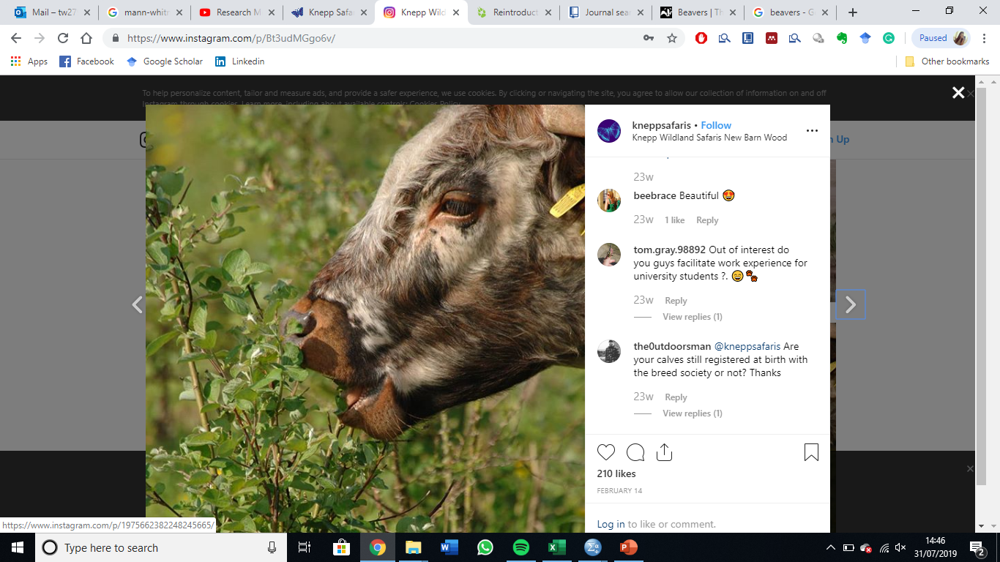 Mail – tw27
mann-whitn
Research M
Knepp Safar
Knepp Wild
Reintroduct
Journal sear
Beavers | Th
beavers - G
https://www.instagram.com/p/Bt3udMGgo6v/
Paused
Apps
Facebook
Google Scholar
Linkedin
Other bookmarks
To help personalize content, tailor and measure ads, and provide a safer experience, we use cookies. By clicking or navigating the site, you agree to allow our collection of information on and off
Instagram through cookies. Learn more, including about available controls: Cookies Policy.
Up
kneppsafaris • Follow
Knepp Wildland Safaris New Barn Wood
23w
beebrace Beautiful 😍
23w 1 like Reply
tom.gray.98892 Out of interest do
you guys facilitate work experience for
university students ?. 😄🐾
23w Reply
View replies (1)
the0utdoorsman @kneppsafaris Are
your calves still registered at birth with
the breed society or not? Thanks
23w Reply
View replies (1)
210 likes
FEBRUARY 14
Log in to like or comment.
https://www.instagram.com/p/1975662382248245665/
Type here to search
14:46
31/07/2019
2